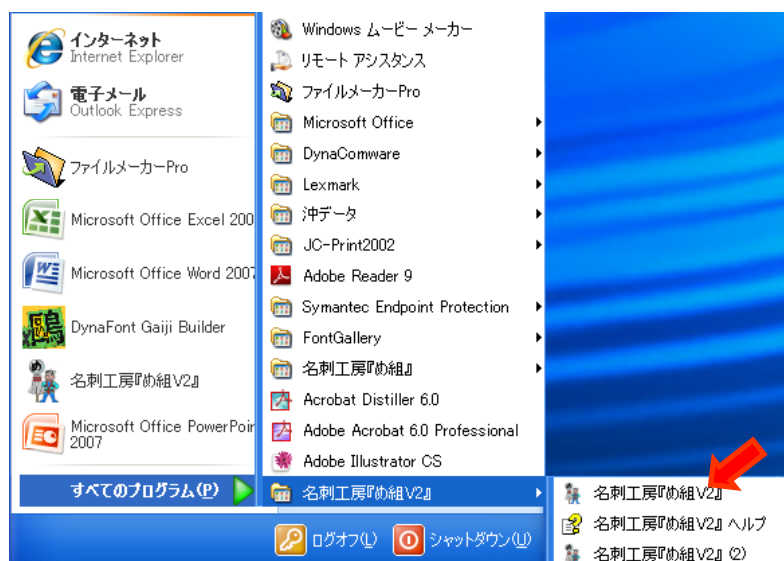 インターネット
Internet Explorer
電子メール
Outlook Express
ファイルメーカーPro
Microsoft Office Excel 200
Microsoft Office Word 2007
DynaFont Gaiji Builder
名刺工房『め組V2』
Microsoft Office PowerPoin
2007
すべてのプログラム(P)
Windows ムービー メーカー
リモート アシスタンス
ファイルメーカーPro
Microsoft Office
DynaComware
Lexmark
沖データ
JC-Print2002
Adobe Reader 9
Symantec Endpoint Protection
FontGallery
名刺工房『め組』
Acrobat Distiller 6.0
Adobe Acrobat 6.0 Professional
Adobe Illustrator CS
名刺工房『め組V2』
名刺工房『め組V2』
名刺工房『め組V2』 ヘルプ
名刺工房『め組V2』 (2)
ログオフ(L)
シャットダウン(U)